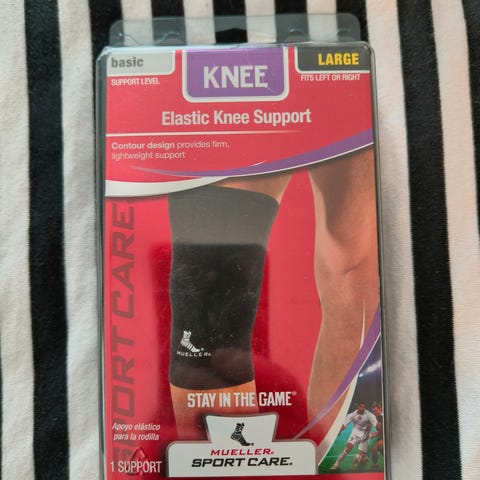 basic
SUPPORT LEVEL
KNEE
LARGE
FITS LEFT OR RIGHT
Elastic Knee Support
Contour design provides firm,
lightweight support
SPORT CARE
MUELLER®
STAY IN THE GAME®
Apoyo elástico
para la rodilla
1 SUPPORT
MUELLER®
SPORT CARE®